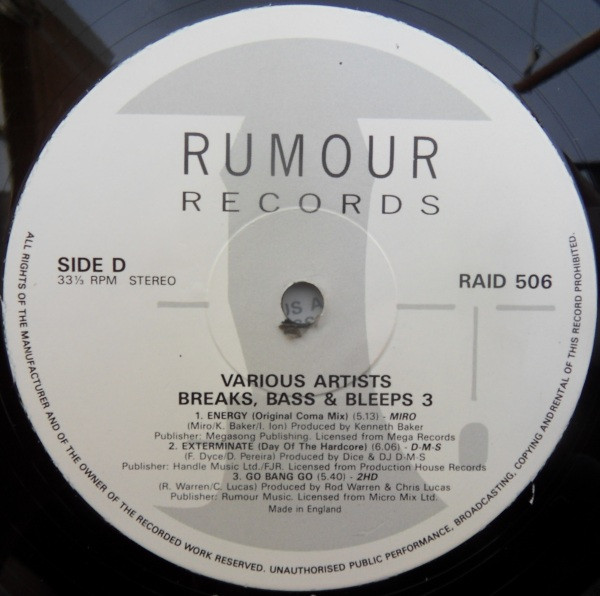 RUMOUR
RECORDS
SIDE D
33⅓ RPM STEREO
RAID 506
VARIOUS ARTISTS
BREAKS, BASS & BLEEPS 3
1. ENERGY (Original Coma Mix) (5.13) - MIRO
(Miro/K. Baker/I. Ion) Produced by Kenneth Baker
Publisher: Megasong Publishing. Licensed from Mega Records
2. EXTERMINATE (Day Of The Hardcore) (6.06) - D-M-S
(F. Dyce/D. Pereira) Produced by Dice & DJ D-M-S
Publisher: Handle Music Ltd./FJR. Licensed from Production House Records
3. GO BANG GO (5.40) - 2HD
(R. Warren/C. Lucas) Produced by Rod Warren & Chris Lucas
Publisher: Rumour Music. Licensed from Micro Mix Ltd.
Made in England
ALL RIGHTS OF THE MANUFACTURER AND OF THE OWNER OF THE RECORDED WORK RESERVED. UNAUTHORISED PUBLIC PERFORMANCE, BROADCASTING, COPYING AND RENTAL OF THIS RECORD PROHIBITED.